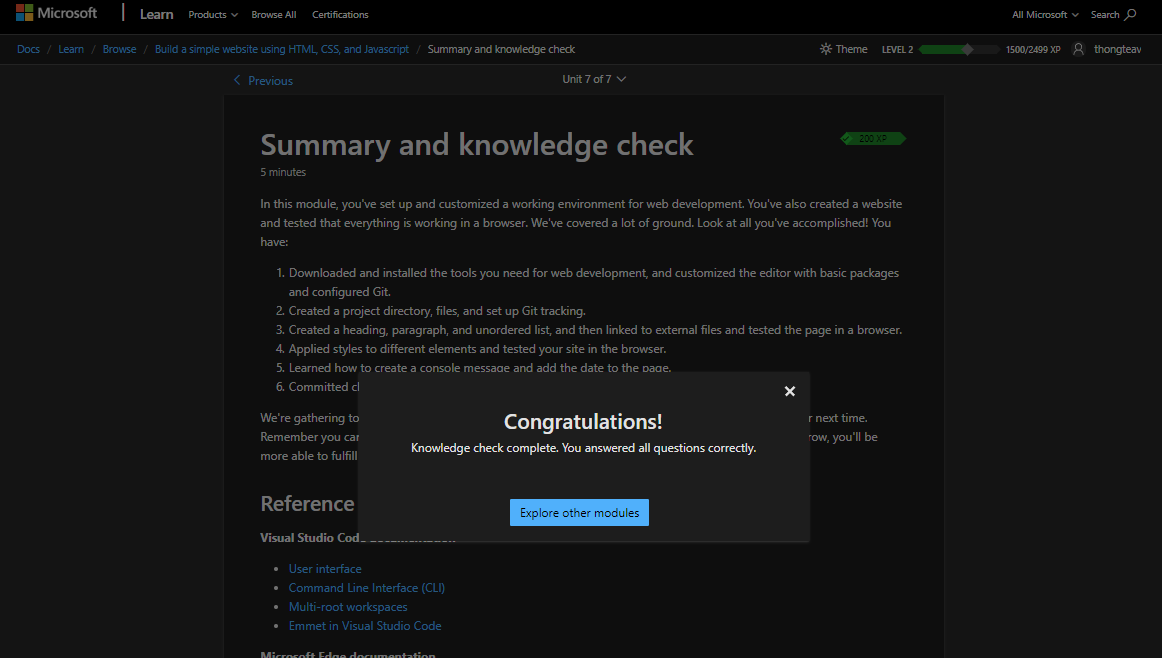 Microsoft | Learn Products Browse All Certifications All Microsoft Search
Docs / Learn / Browse / Build a simple website using HTML, CSS, and Javascript / Summary and knowledge check Theme LEVEL 2 1500/2499 XP thongteav
Previous Unit 7 of 7
Summary and knowledge check 200 XP
5 minutes
In this module, you've set up and customized a working environment for web development. You've also created a website
and tested that everything is working in a browser. We've covered a lot of ground. Look at all you've accomplished! You
have:
1. Downloaded and installed the tools you need for web development, and customized the editor with basic packages
and configured Git.
2. Created a project directory, files, and set up Git tracking.
3. Created a heading, paragraph, and unordered list, and then linked to external files and tested the page in a browser.
4. Applied styles to different elements and tested your site in the browser.
5. Learned how to create a console message and add the date to the page.
6. Committed
Congratulations!
We're gathering to next time.
Knowledge check complete. You answered all questions correctly.
Remember you can row, you'll be
more able to fulfill
Reference
Explore other modules
Visual Studio Code documentation
• User interface
• Command Line Interface (CLI)
• Multi-root workspaces
• Emmet in Visual Studio Code
Microsoft Edge documentation